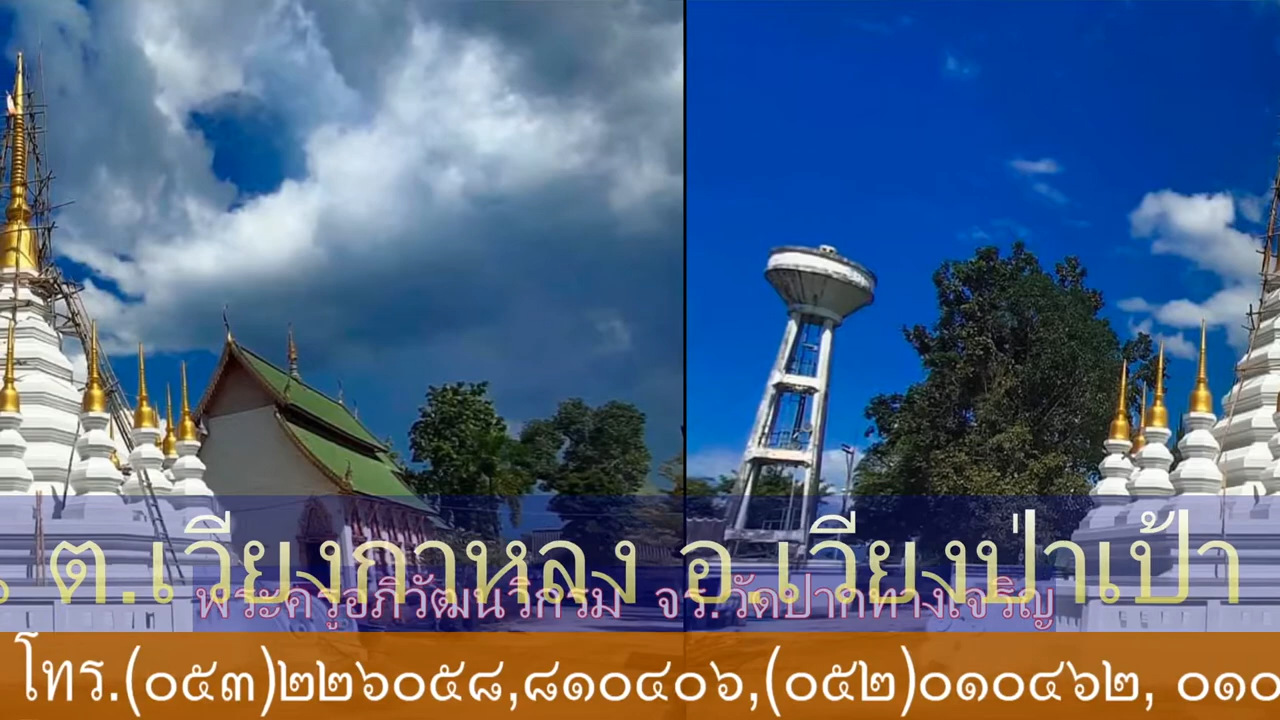 ต.เวียงกาหลง อ.เวียงป่าเป้า
พระครูอภิวัฒนวิกรม จร.วัดปากทางเจริญ
โทร.(๐๕๓)๒๒๖๐๕๘,๘๑๐๔๐๖,(๐๕๒)๐๑๐๔๖๒, ๐๑๐